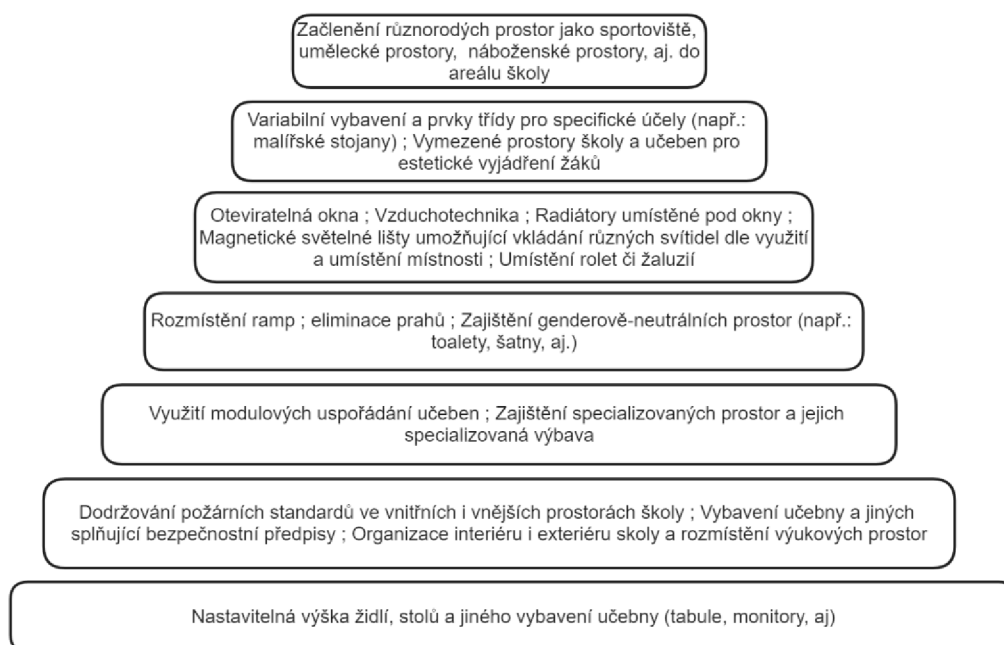 Začlenění různorodých prostor jako sportoviště,
umělecké prostory, náboženské prostory, aj. do
areálu školy
Variabilní vybavení a prvky třídy pro specifické účely (např.:
malířské stojany) ; Vymezené prostory školy a učeben pro
estetické vyjádření žáků
Oteviratelná okna ; Vzduchotechnika ; Radiátory umístěné pod okny ;
Magnetické světelné lišty umožňující vkládání různých svítidel dle využití
a umístění místnosti ; Umístění rolet či žaluzií
Rozmístění ramp ; eliminace prahů ; Zajištění genderově-neutrálních prostor (např.:
toalety, šatny, aj.)
Využití modulových uspořádání učeben ; Zajištění specializovaných prostor a jejich
specializovaná výbava
Dodržování požárních standardů ve vnitřních i vnějších prostorách školy ; Vybavení učebny a jiných
splňující bezpečnostní předpisy ; Organizace interiéru i exteriéru skoly a rozmístění výukových prostor
Nastavitelná výška židlí, stolů a jiného vybavení učebny (tabule, monitory, aj)